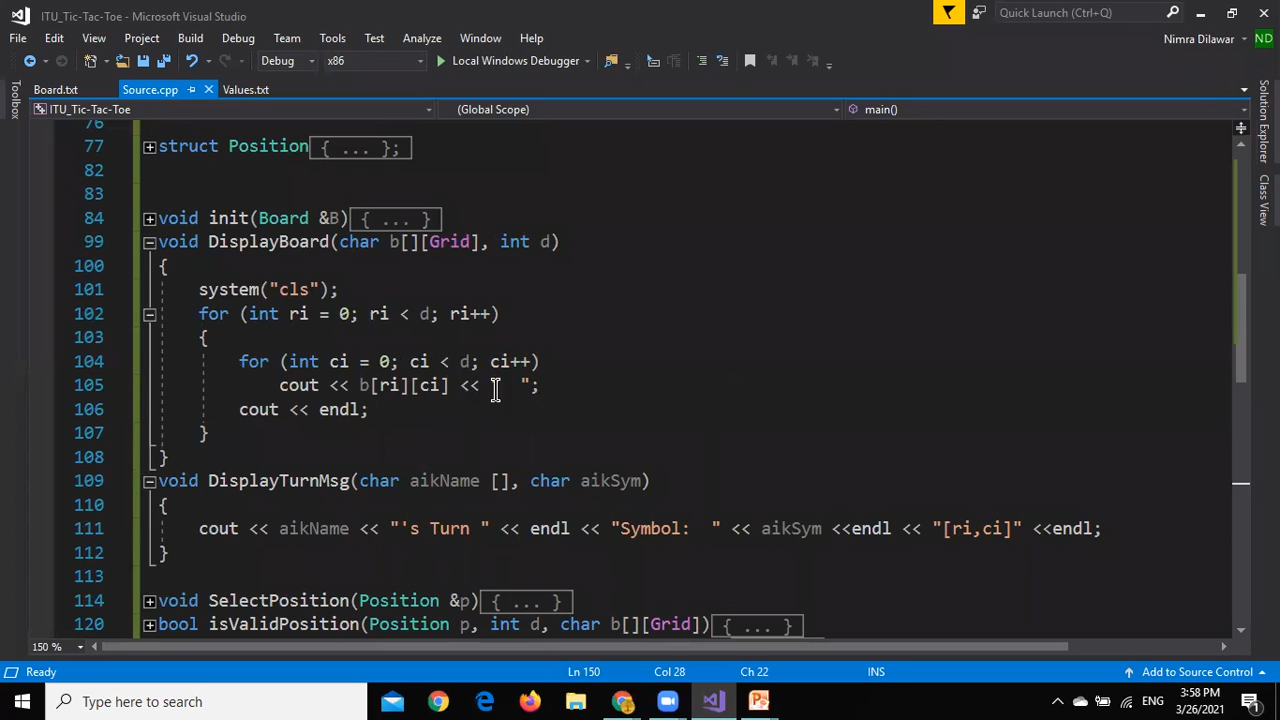 ITU_Tic-Tac-Toe - Microsoft Visual Studio
Quick Launch (Ctrl+Q)
File Edit View Project Build Debug Team Tools Test Analyze Window Help
Nimra Dilawar ND
Debug x86 Local Windows Debugger
Board.txt Source.cpp Values.txt
ITU_Tic-Tac-Toe (Global Scope) main()
76
77 struct Position{ ... };
82
83
84 void init(Board &B){ ... }
99 void DisplayBoard(char b[][Grid], int d)
100 {
101 system("cls");
102 for (int ri = 0; ri < d; ri++)
103 {
104 for (int ci = 0; ci < d; ci++)
105 cout << b[ri][ci] << ";
106 cout << endl;
107 }
108 }
109 void DisplayTurnMsg(char aikName [], char aikSym)
110 {
111 cout << aikName << "'s Turn " << endl << "Symbol:  " << aikSym <<endl << "[ri,ci]" <<endl;
112 }
113
114 void SelectPosition(Position &p){ ... }
120 bool isValidPosition(Position p, int d, char b[][Grid]){ ... }
150 %
Ready Ln 150 Col 28 Ch 22 INS Add to Source Control
Type here to search
ENG
3:58 PM
3/26/2021
Toolbox
Solution Explorer
Class View